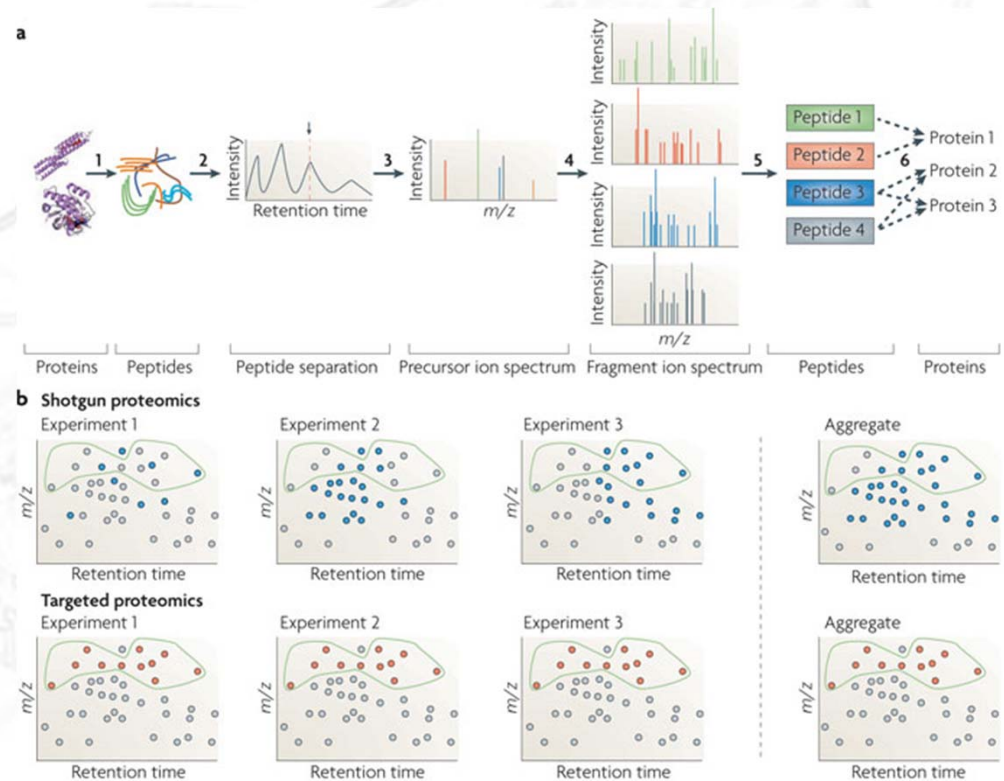 a
Intensity
Intensity
Intensity
Intensity
m/z
1
2
3
4
5
6
Intensity
Retention time
Intensity
m/z
Peptide 1
Peptide 2
Peptide 3
Peptide 4
Protein 1
Protein 2
Protein 3
Proteins
Peptides
Peptide separation
Precursor ion spectrum
Fragment ion spectrum
Peptides
Proteins
b Shotgun proteomics
Experiment 1
Experiment 2
Experiment 3
Aggregate
m/z
m/z
m/z
m/z
Retention time
Retention time
Retention time
Retention time
Targeted proteomics
Experiment 1
Experiment 2
Experiment 3
Aggregate
m/z
m/z
m/z
m/z
Retention time
Retention time
Retention time
Retention time